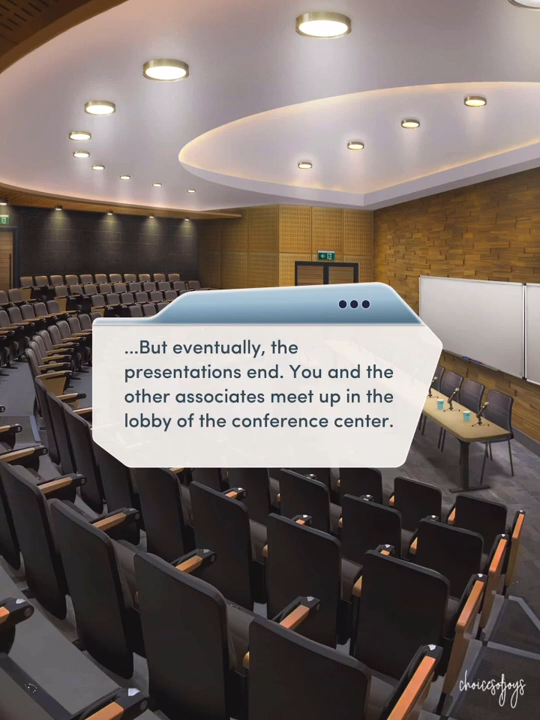 ...But eventually, the
presentations end. You and the
other associates meet up in the
lobby of the conference center.
choicesofjoys